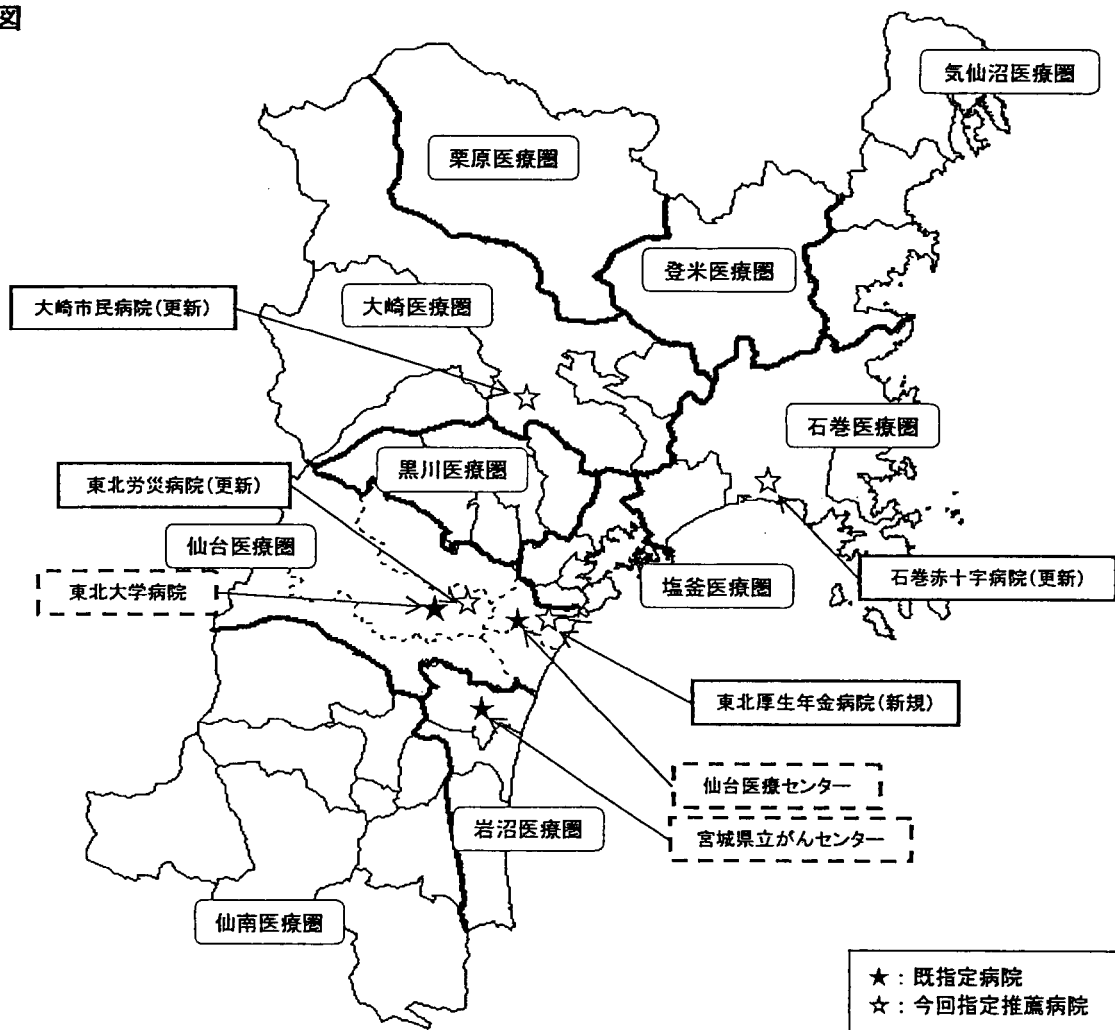 図
気仙沼医療圏
栗原医療圏
登米医療圏
大崎医療圏
大崎市民病院(更新)
石巻医療圏
黒川医療圏
東北労災病院(更新)
仙台医療圏
塩釜医療圏
石巻赤十字病院(更新)
東北大学病院
東北厚生年金病院(新規)
仙台医療センター
岩沼医療圏
宮城県立がんセンター
仙南医療圏
★：既指定病院
☆：今回指定推薦病院